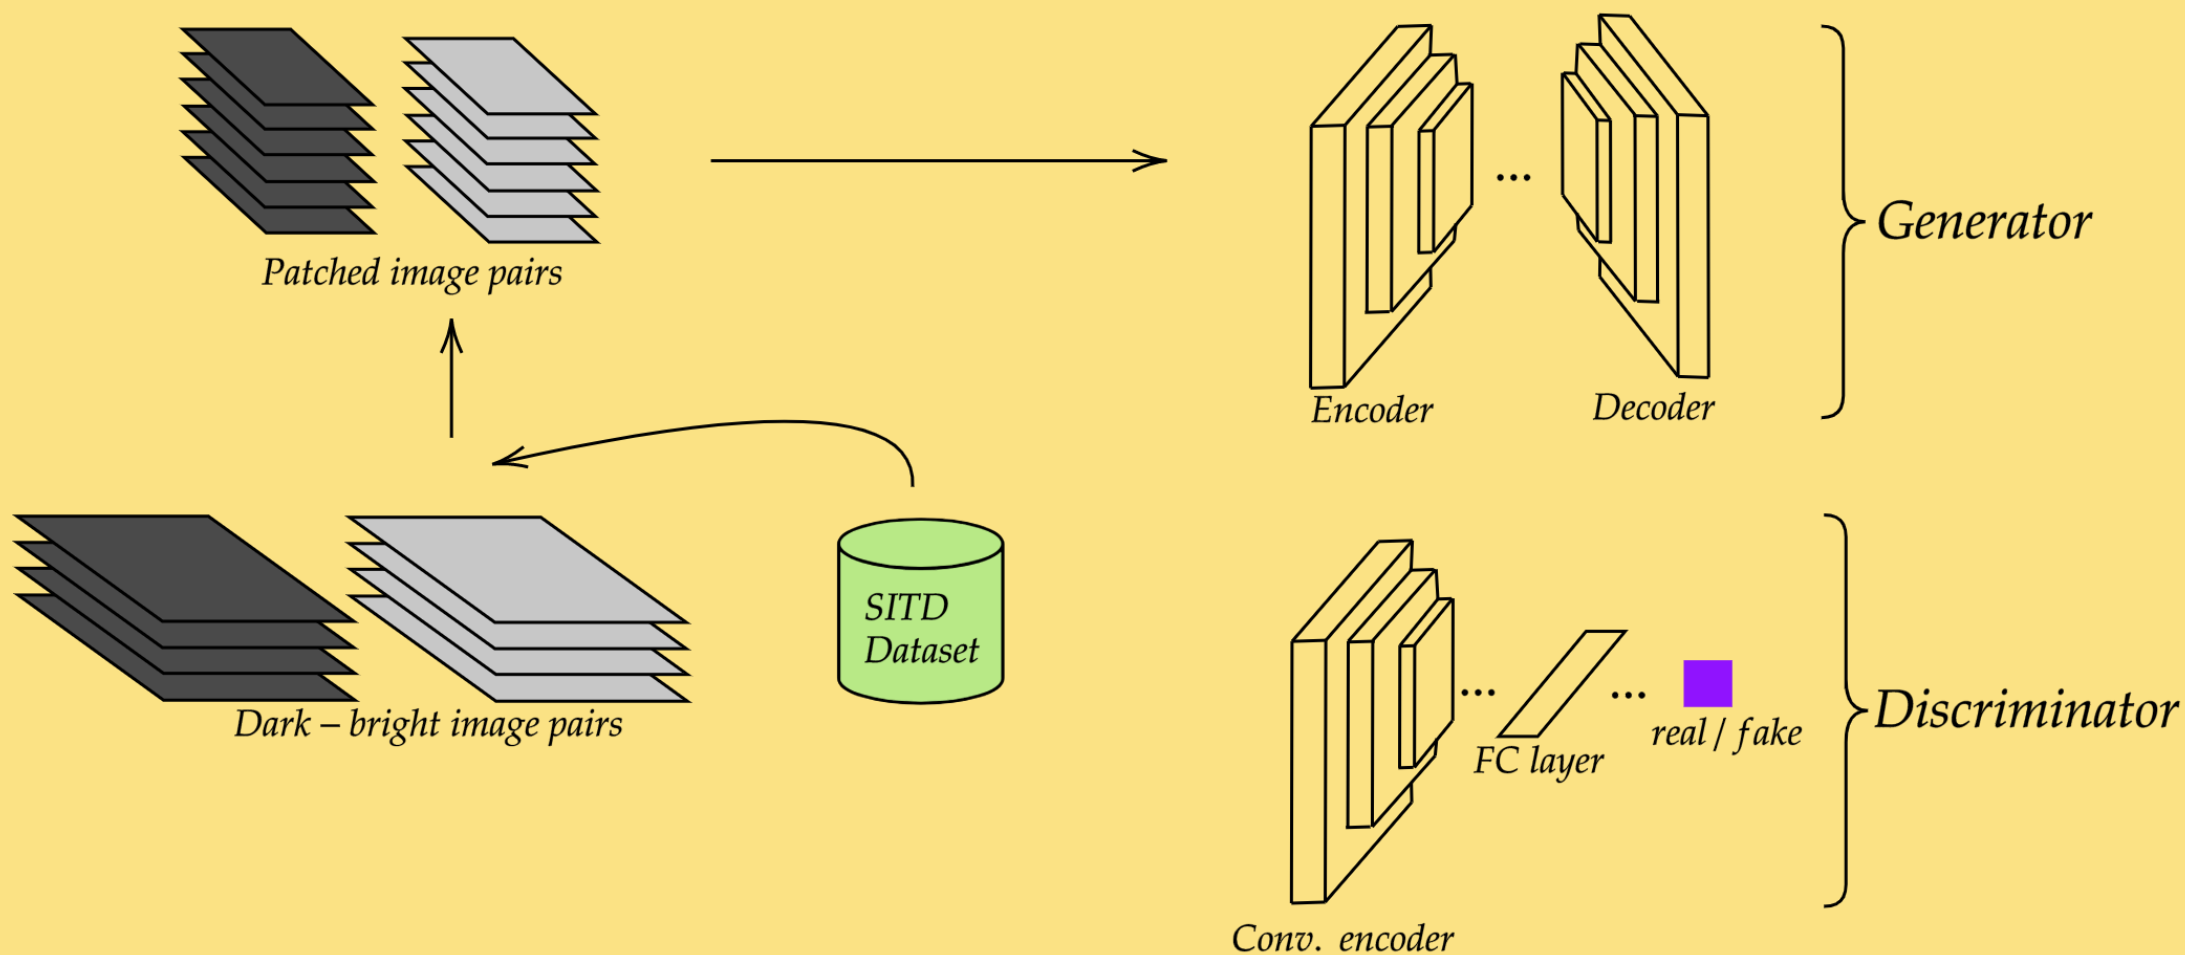 Patched image pairs
Encoder
Decoder
Generator
SITD
Dataset
Dark – bright image pairs
...
...
...
FC layer
real / fake
Discriminator
Conv. encoder